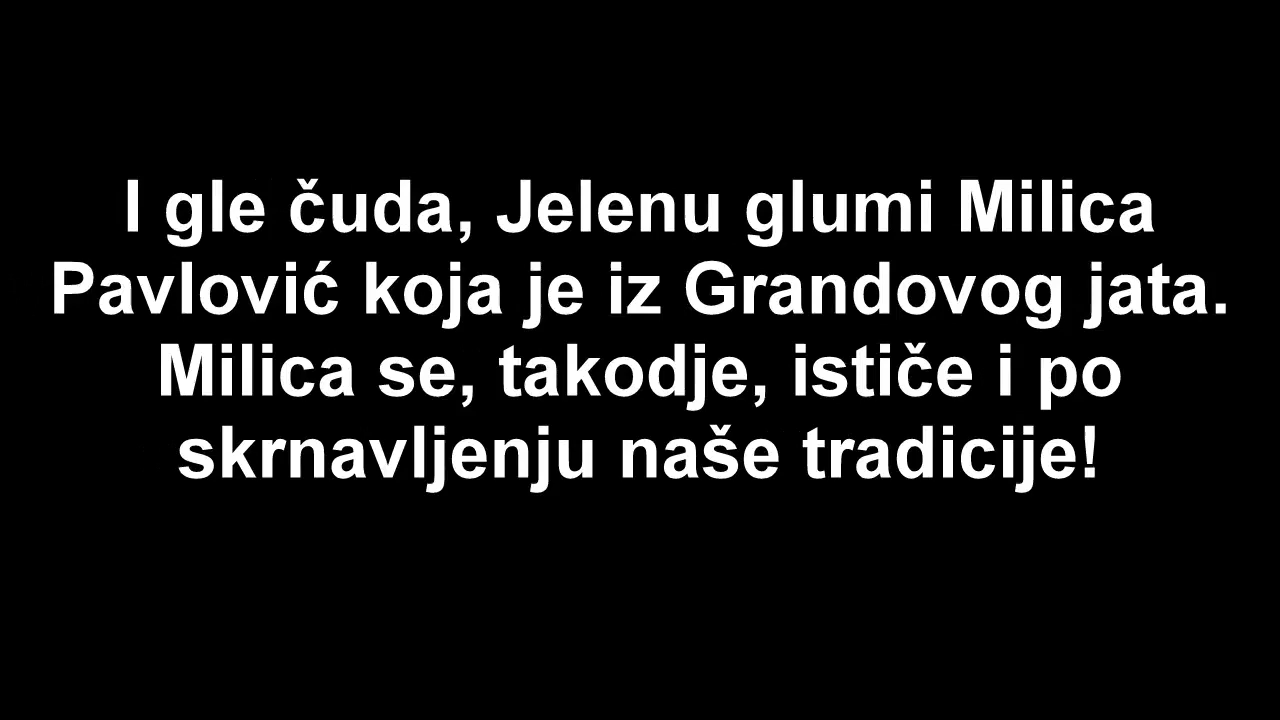 I gle čuda, Jelenu glumi Milica
Pavlović koja je iz Grandovog jata.
Milica se, takodje, ističe i po
skrnavljenju naše tradicije!